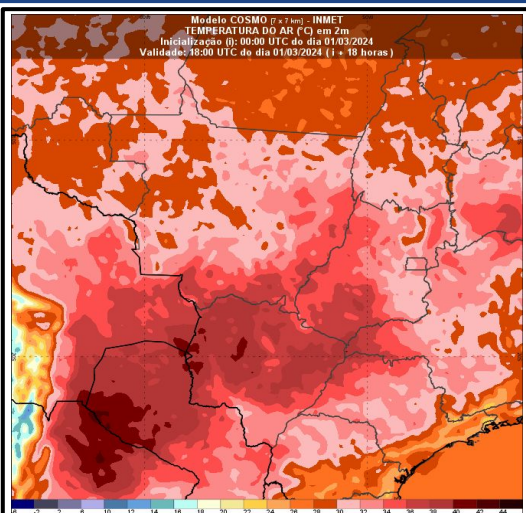 Modelo COSMO [7 x 7 km] - INMET
TEMPERATURA DO AR (°C) em 2m
Inicialização (i): 00:00 UTC do dia 01/03/2024
Validade: 18:00 UTC do dia 01/03/2024 ( i + 18 horas )
-6 -2 2 6 10 12 14 16 18 20 22 24 26 28 30 32 34 36 38 40 42 44